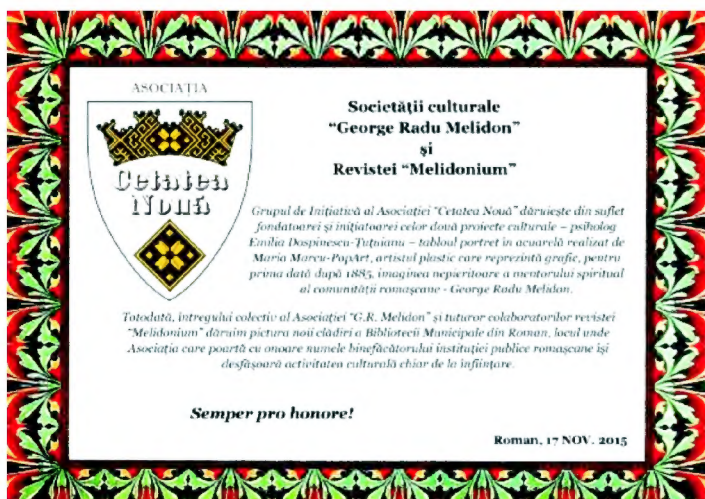 ASOCIAȚIA
Cetatea
Nouă
Societății culturale
“George Radu Melidon”
și
Revistei “Melidonium”
Grupul de Inițiativă al Asociației “Cetatea Nouă” dăruiește din suflet
fondatoarei și inițiatoarei celor două proiecte culturale – psiholog
Emilia Dospinescu-Țuțuianu – tabloul portret în acuarelă realizat de
Maria Marcu-PopArt, artistul plastic care reprezintă grafic, pentru
prima dată după 1885, imaginea nepieritoare a mentorului spiritual
al comunității romașcane - George Radu Melidon.
Totodată, întregului colectiv al Asociației “G.R. Melidon” și tuturor colaboratorilor revistei
“Melidonium” dăruim pictura noii clădiri a Bibliotecii Municipale din Roman, locul unde
Asociația care poartă cu onoare numele binefăcătorului instituției publice romașcane își
desfășoară activitatea culturală chiar de la înființare.
Semper pro honore!
Roman, 17 NOV. 2015